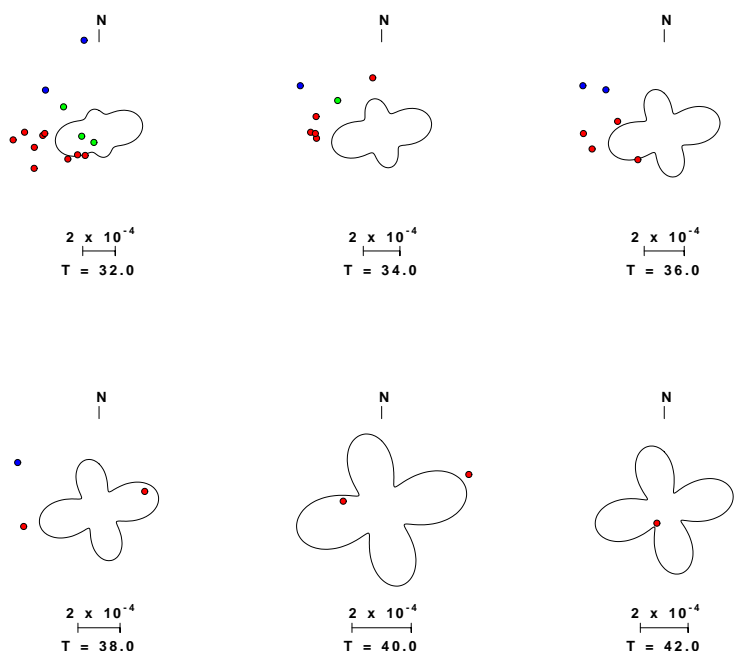 N N N
2 x 10-4 2 x 10-4 2 x 10-4
T = 32.0 T = 34.0 T = 36.0
N N N
2 x 10-4 2 x 10-4 2 x 10-4
T = 38.0 T = 40.0 T = 42.0